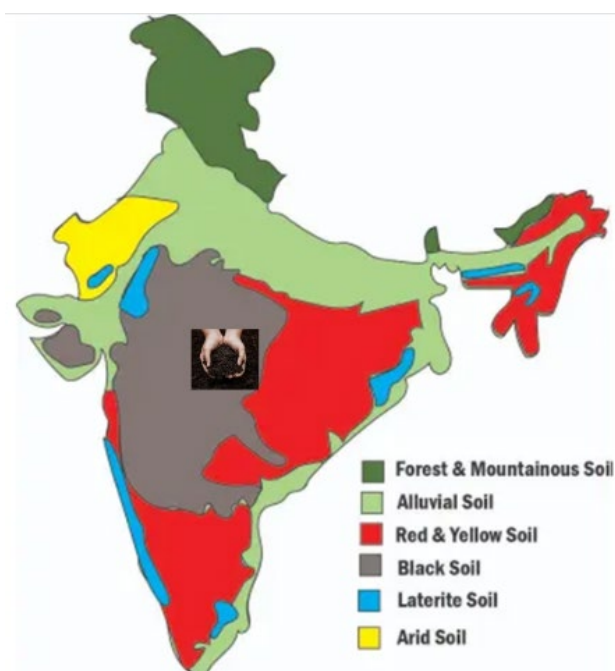 Forest & Mountainous Soil
Alluvial Soil
Red & Yellow Soil
Black Soil
Laterite Soil
Arid Soil